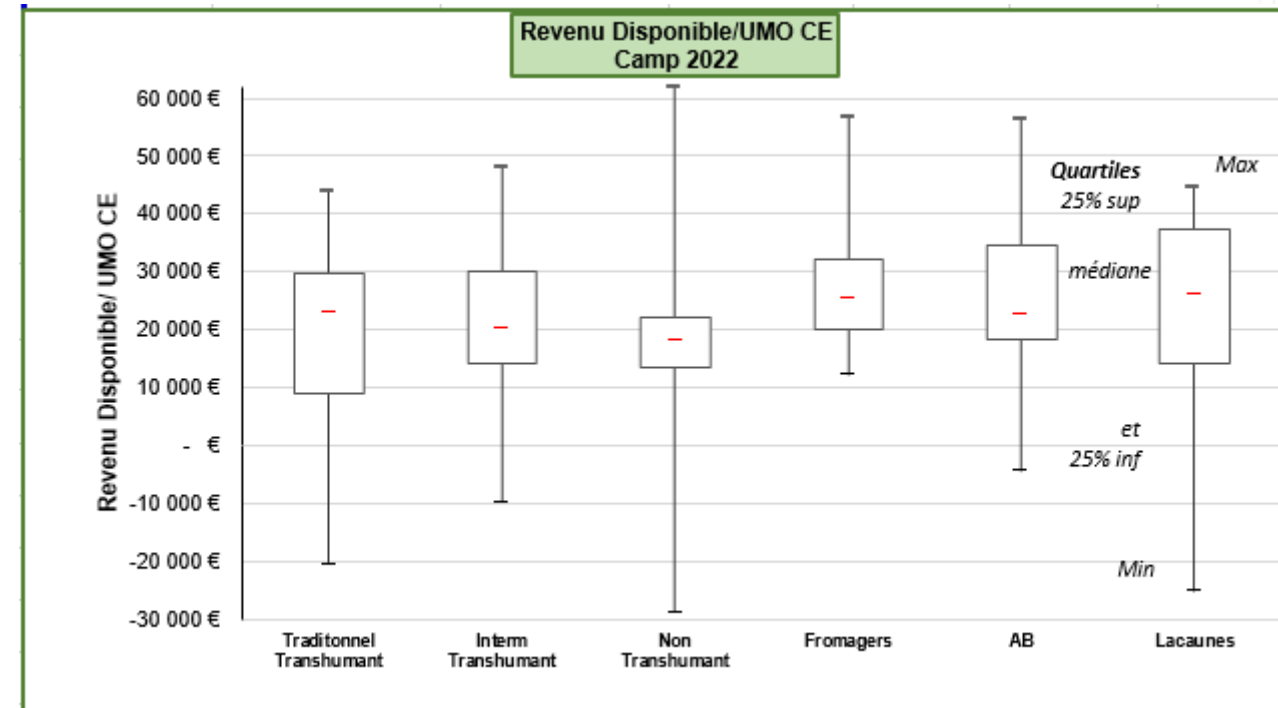 Revenu Disponible/UMO CE
Camp 2022
60 000 €
50 000 €
40 000 €
30 000 €
20 000 €
10 000 €
- €
-10 000 €
-20 000 €
-30 000 €
Revenu Disponible/ UMO CE
Quartiles
25% sup
Max
médiane
et
25% inf
Min
Traditonnel
Transhumant
Interm
Transhumant
Non
Transhumant
Fromagers
AB
Lacaunes